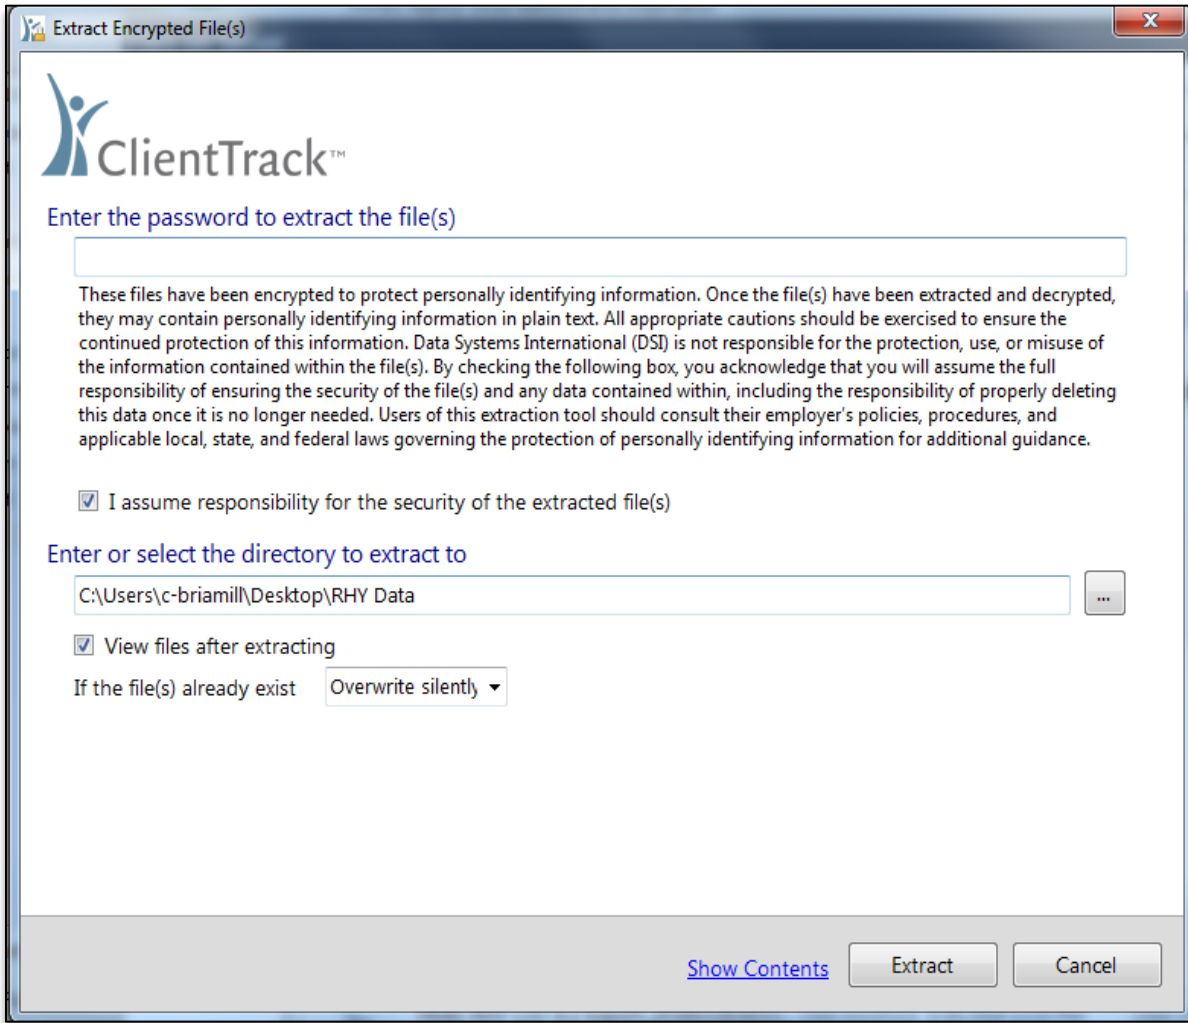 Extract Encrypted File(s)
ClientTrack™
Enter the password to extract the file(s)
These files have been encrypted to protect personally identifying information. Once the file(s) have been extracted and decrypted,
they may contain personally identifying information in plain text. All appropriate cautions should be exercised to ensure the
continued protection of this information. Data Systems International (DSI) is not responsible for the protection, use, or misuse of
the information contained within the file(s). By checking the following box, you acknowledge that you will assume the full
responsibility of ensuring the security of the file(s) and any data contained within, including the responsibility of properly deleting
this data once it is no longer needed. Users of this extraction tool should consult their employer's policies, procedures, and
applicable local, state, and federal laws governing the protection of personally identifying information for additional guidance.
I assume responsibility for the security of the extracted file(s)
Enter or select the directory to extract to
C:\Users\c-briamill\Desktop\RHY Data
...
View files after extracting
If the file(s) already exist Overwrite silently
Show Contents Extract Cancel